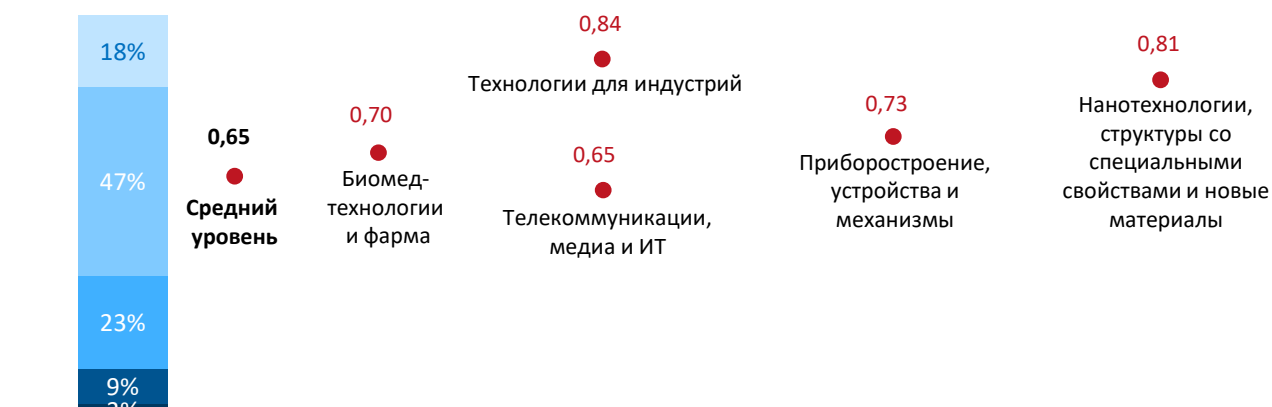 18%
47%
23%
9%
0,65
Средний
уровень
0,70
Биомед-
технологии
и фарма
0,84
Технологии для индустрий
0,65
Телекоммуникации,
медиа и ИТ
0,73
Приборостроение,
устройства и
механизмы
0,81
Нанотехнологии,
структуры со
специальными
свойствами и новые
материалы